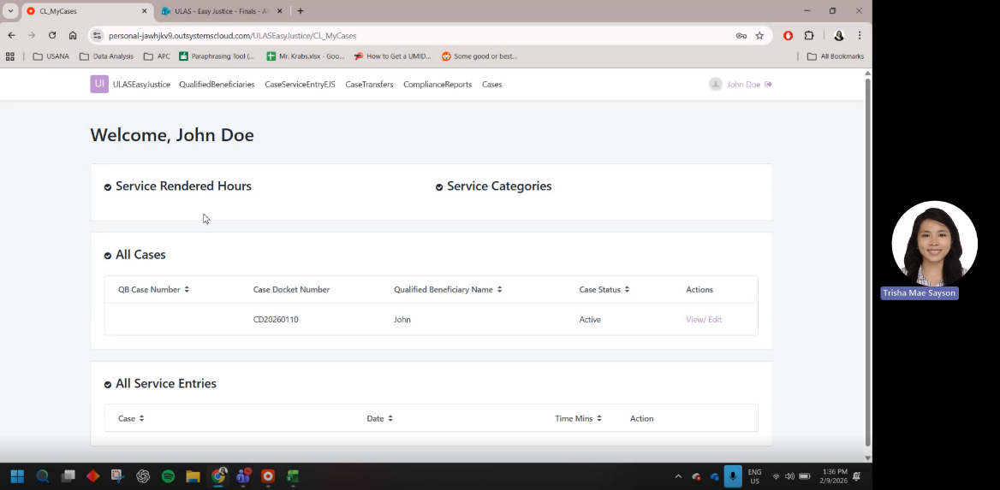 CL_MyCases
ULAS - Easy Justice - Finals - All
personal-jawhjkv9.outsystemscloud.com/ULASEasyJustice/CL_MyCases
USANA
Data Analysis
APC
Paraphrasing Tool (...
Mr. Krabs.xlsx - Goo...
How to Get a UMID...
Some good or best...
All Bookmarks
UI
ULASEasyJustice
QualifiedBeneficiaries
CaseServiceEntryEJS
CaseTransfers
ComplianceReports
Cases
John Doe
Welcome, John Doe
Service Rendered Hours
Service Categories
All Cases
QB Case Number
Case Docket Number
Qualified Beneficiary Name
Case Status
Actions
CD20260110
John
Active
View/ Edit
All Service Entries
Case
Date
Time Mins
Action
Trisha Mae Sayson
ENG
US
1:36 PM
2/9/2026